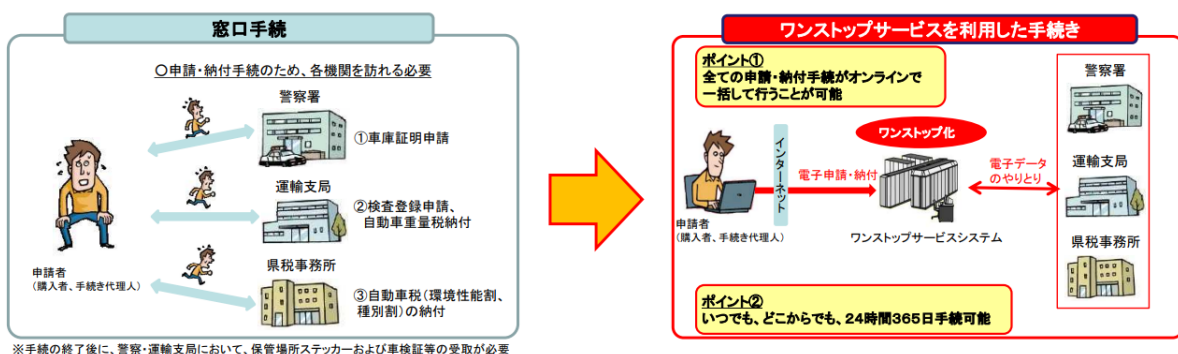 窓口手続
〇申請・納付手続のため、各機関を訪れる必要
警察署
①車庫証明申請
運輸支局
②検査登録申請、
自動車重量税納付
県税事務所
③自動車税(環境性能割、
種別割)の納付
申請者
(購入者、手続き代理人)
※手続の終了後に、警察・運輸支局において、保管場所ステッカーおよび車検証等の受取が必要
ワンストップサービスを利用した手続き
ポイント①
全ての申請・納付手続がオンラインで
一括して行うことが可能
ワンストップ化
インターネット
電子申請・納付
電子データ
のやりとり
申請者
(購入者、手続き代理人)
ワンストップサービスシステム
警察署
運輸支局
県税事務所
ポイント②
いつでも、どこからでも、24時間365日手続可能